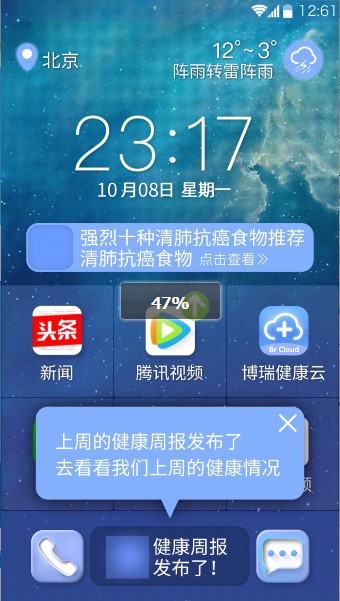 12:61
北京
12°~3°
阵雨转雷阵雨
23:17
10月08日 星期一
强烈十种清肺抗癌食物推荐
清肺抗癌食物 点击查看》
47%
头条
Br Cloud
新闻
腾讯视频
博瑞健康云
上周的健康周报发布了
去看看我们上周的健康情况
频
健康周报
发布了！